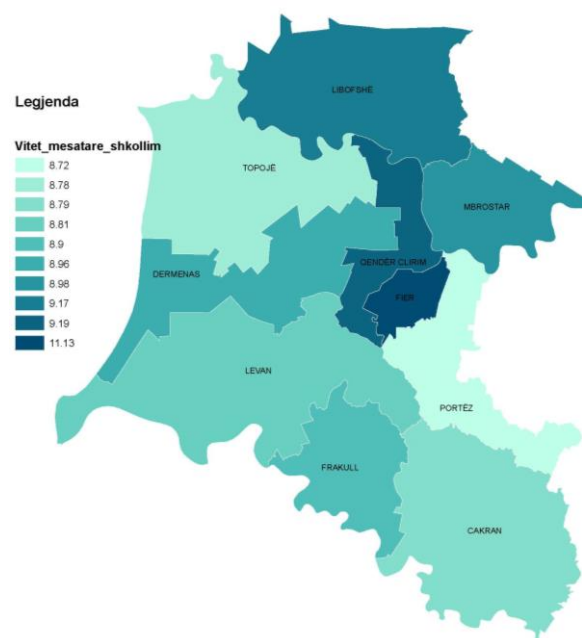 Legjenda
Vitet_mesatare_shkollim
8.72
8.78
8.79
8.81
8.9
8.96
8.98
9.17
9.19
11.13
LIBOFSHË
TOPOJË
MBROSTAR
DERMENAS
QENDËR CLIRIM
FIER
LEVAN
PORTËZ
FRAKULL
CAKRAN